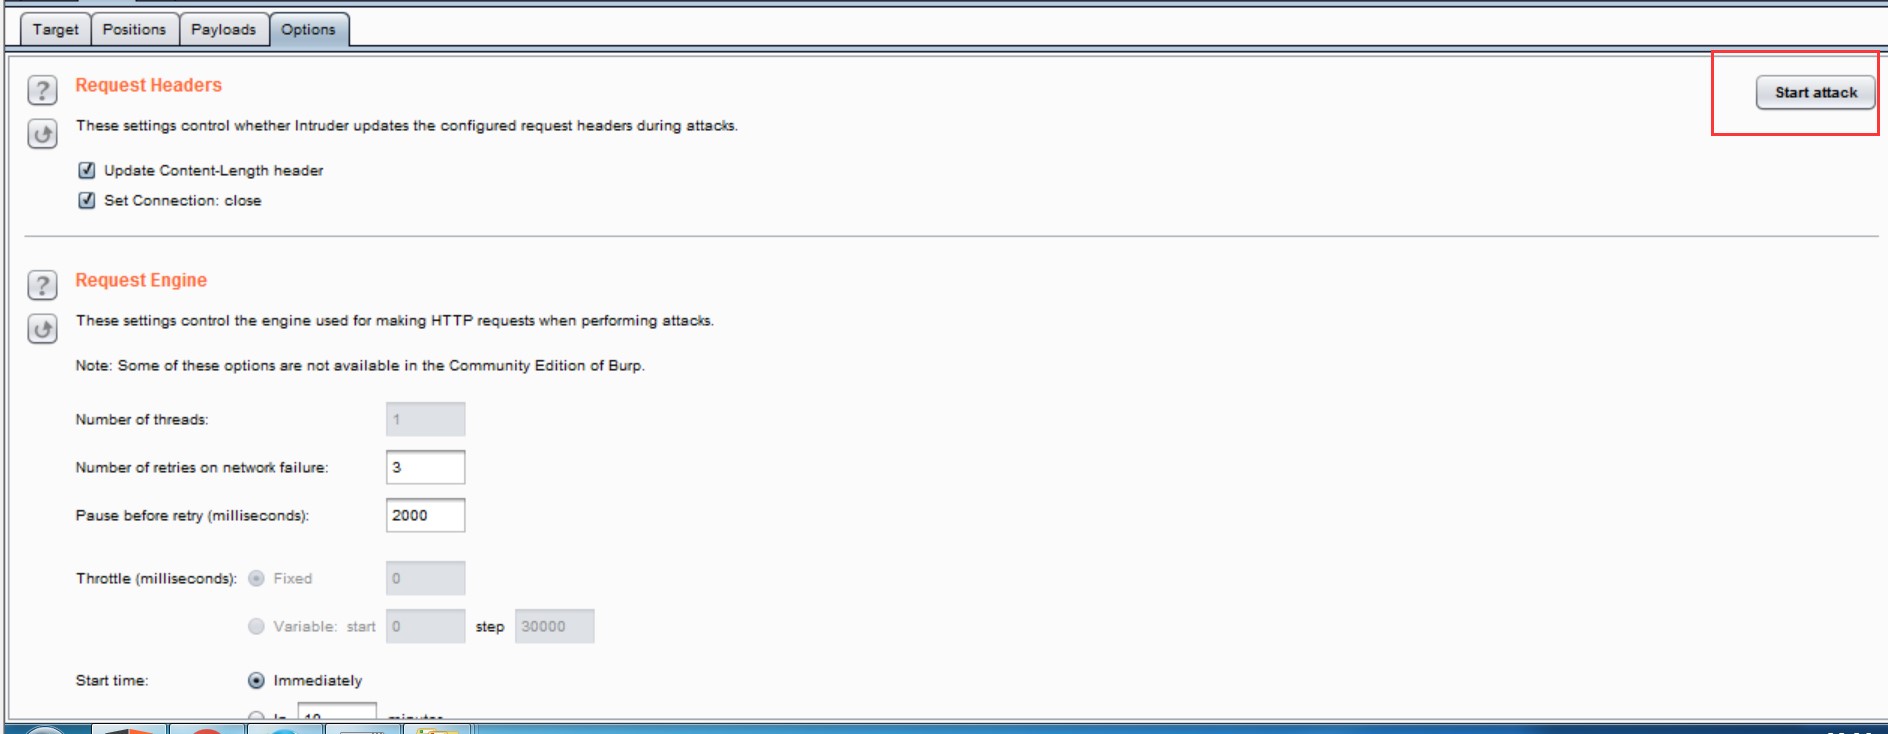 Target Positions Payloads Options
? Request Headers
Start attack
These settings control whether Intruder updates the configured request headers during attacks.
Update Content-Length header
Set Connection: close
? Request Engine
These settings control the engine used for making HTTP requests when performing attacks.
Note: Some of these options are not available in the Community Edition of Burp.
Number of threads: 1
Number of retries on network failure: 3
Pause before retry (milliseconds): 2000
Throttle (milliseconds): Fixed 0
Variable: start 0 step 30000
Start time: Immediately
In 10 minutes